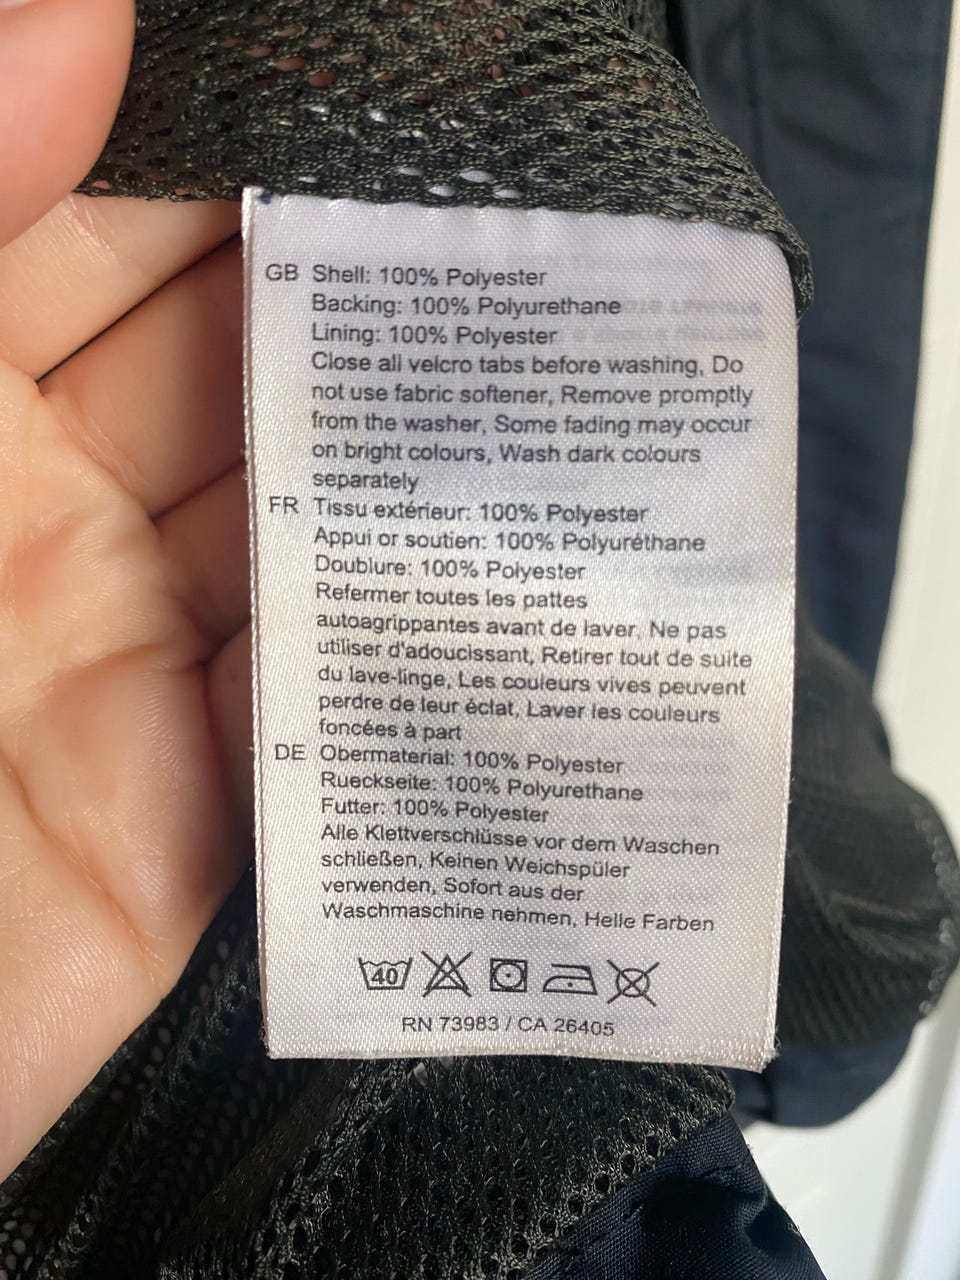 GB Shell: 100% Polyester
Backing: 100% Polyurethane
Lining: 100% Polyester
Close all velcro tabs before washing, Do
not use fabric softener, Remove promptly
from the washer, Some fading may occur
on bright colours, Wash dark colours
separately
FR Tissu extérieur: 100% Polyester
Appui or soutien: 100% Polyuréthane
Doublure: 100% Polyester
Refermer toutes les pattes
autoagrippantes avant de laver, Ne pas
utiliser d'adoucissant, Retirer tout de suite
du lave-linge, Les couleurs vives peuvent
perdre de leur éclat, Laver les couleurs
foncées à part
DE Obermaterial: 100% Polyester
Rueckseite: 100% Polyurethane
Futter: 100% Polyester
Alle Klettverschlüsse vor dem Waschen
schließen, Keinen Weichspüler
verwenden, Sofort aus der
Waschmaschine nehmen, Helle Farben
40
RN 73983 / CA 26405